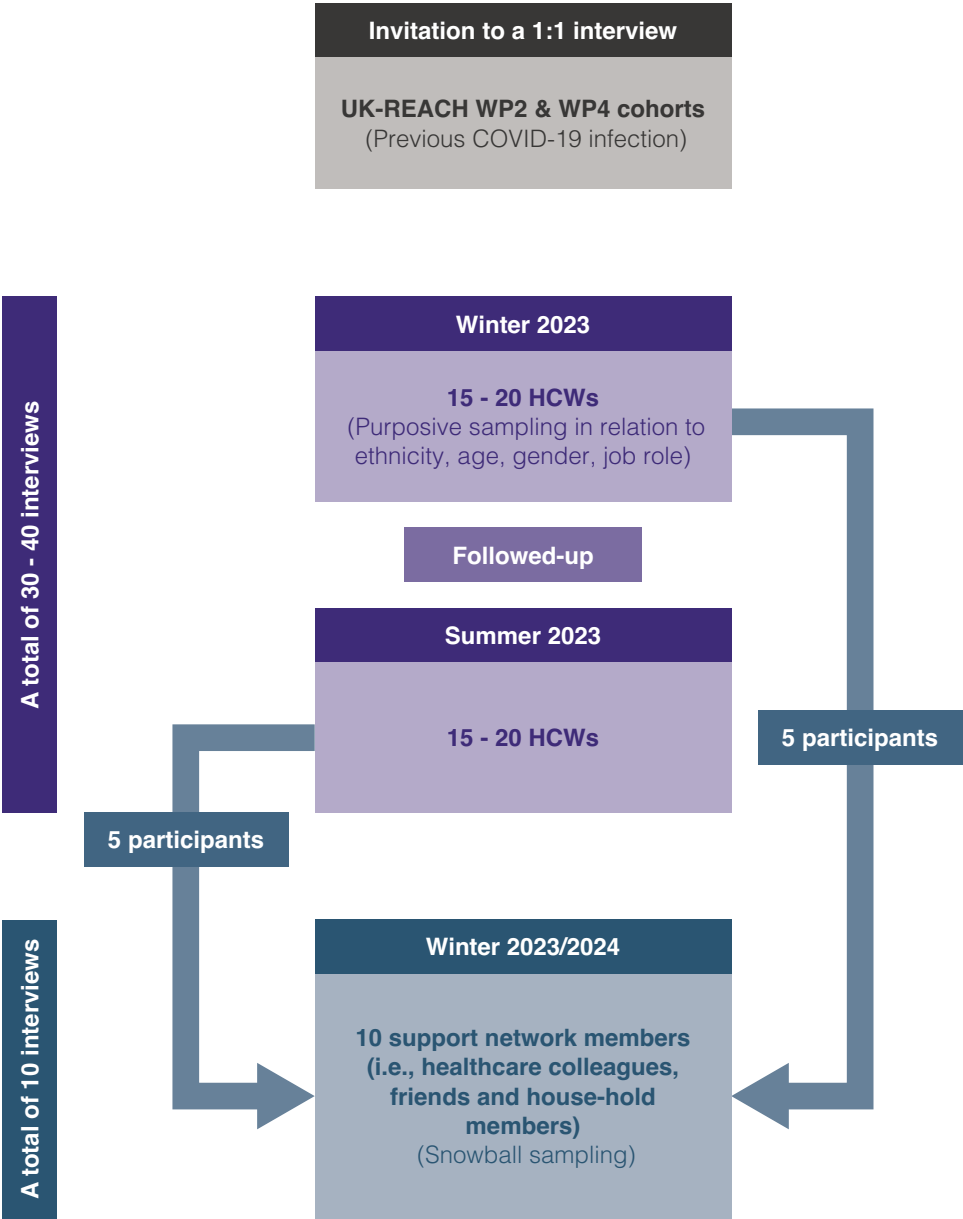 Invitation to a 1:1 interview
UK-REACH WP2 & WP4 cohorts
(Previous COVID-19 infection)
A total of 30 - 40 interviews
Winter 2023
15 - 20 HCWs
(Purposive sampling in relation to
ethnicity, age, gender, job role)
Followed-up
Summer 2023
15 - 20 HCWs
5 participants
5 participants
A total of 10 interviews
Winter 2023/2024
10 support network members
(i.e., healthcare colleagues,
friends and house-hold
members)
(Snowball sampling)